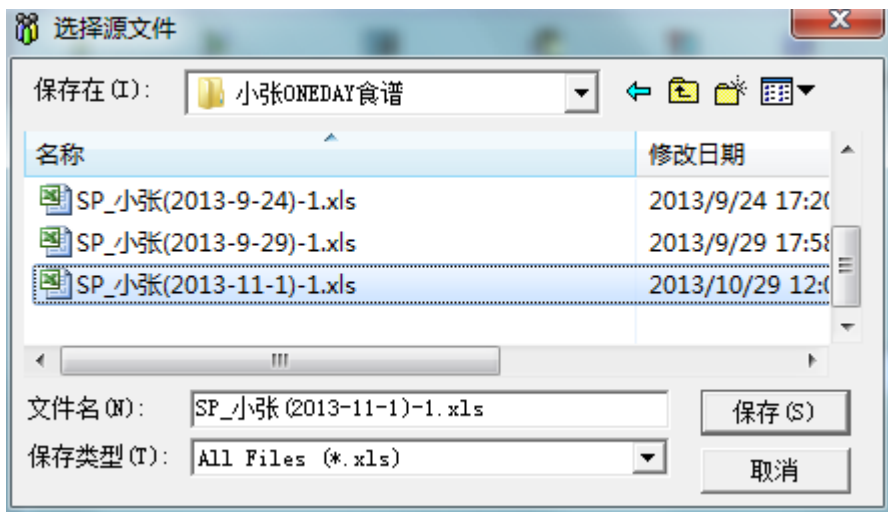 选择源文件
保存在(I): 小张ONEDAY食谱
名称 修改日期
SP_小张(2013-9-24)-1.xls 2013/9/24 17:20
SP_小张(2013-9-29)-1.xls 2013/9/29 17:58
SP_小张(2013-11-1)-1.xls 2013/10/29 12:0
文件名(N): SP_小张(2013-11-1)-1.xls 保存(S)
保存类型(T): All Files (*.xls) 取消